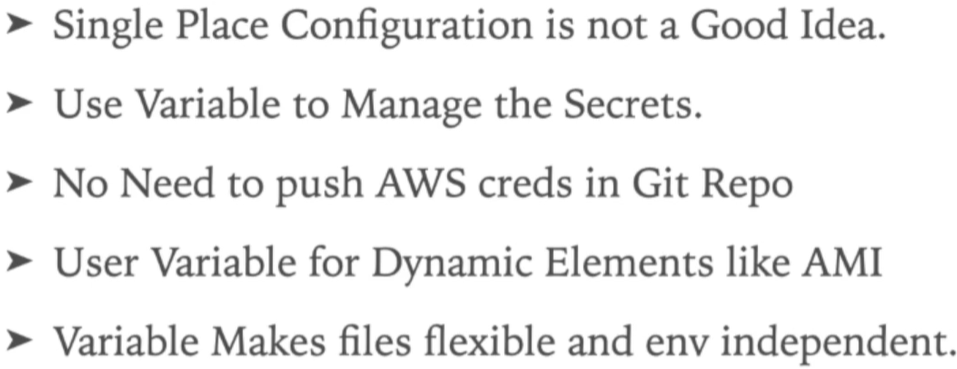 ➤ Single Place Configuration is not a Good Idea.
➤ Use Variable to Manage the Secrets.
➤ No Need to push AWS creds in Git Repo
➤ User Variable for Dynamic Elements like AMI
➤ Variable Makes files flexible and env independent.